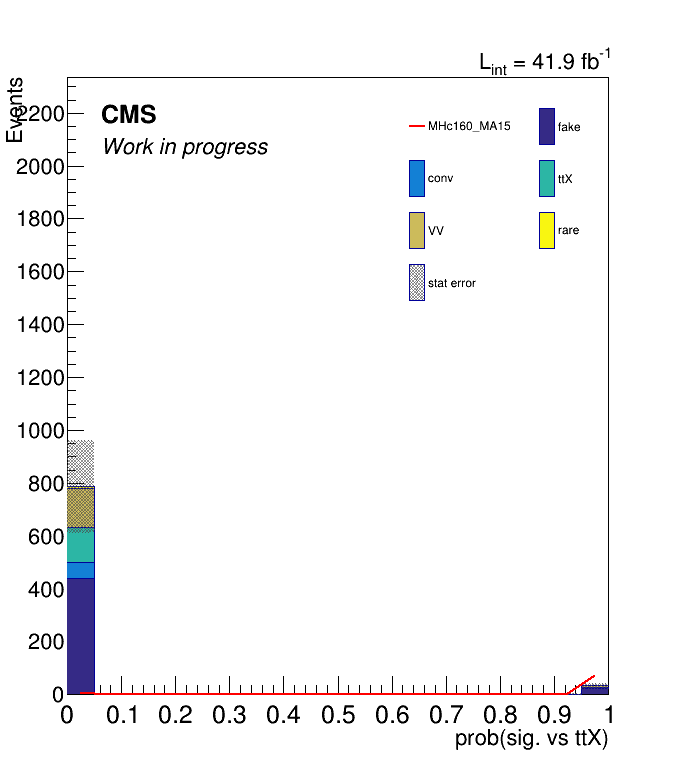 L_int = 41.9 fb^-1
Events
CMS
Work in progress
MHc160_MA15
fake
conv
ttX
VV
rare
stat error
2200
2000
1800
1600
1400
1200
1000
800
600
400
200
0
0 0.1 0.2 0.3 0.4 0.5 0.6 0.7 0.8 0.9 1
prob(sig. vs ttX)